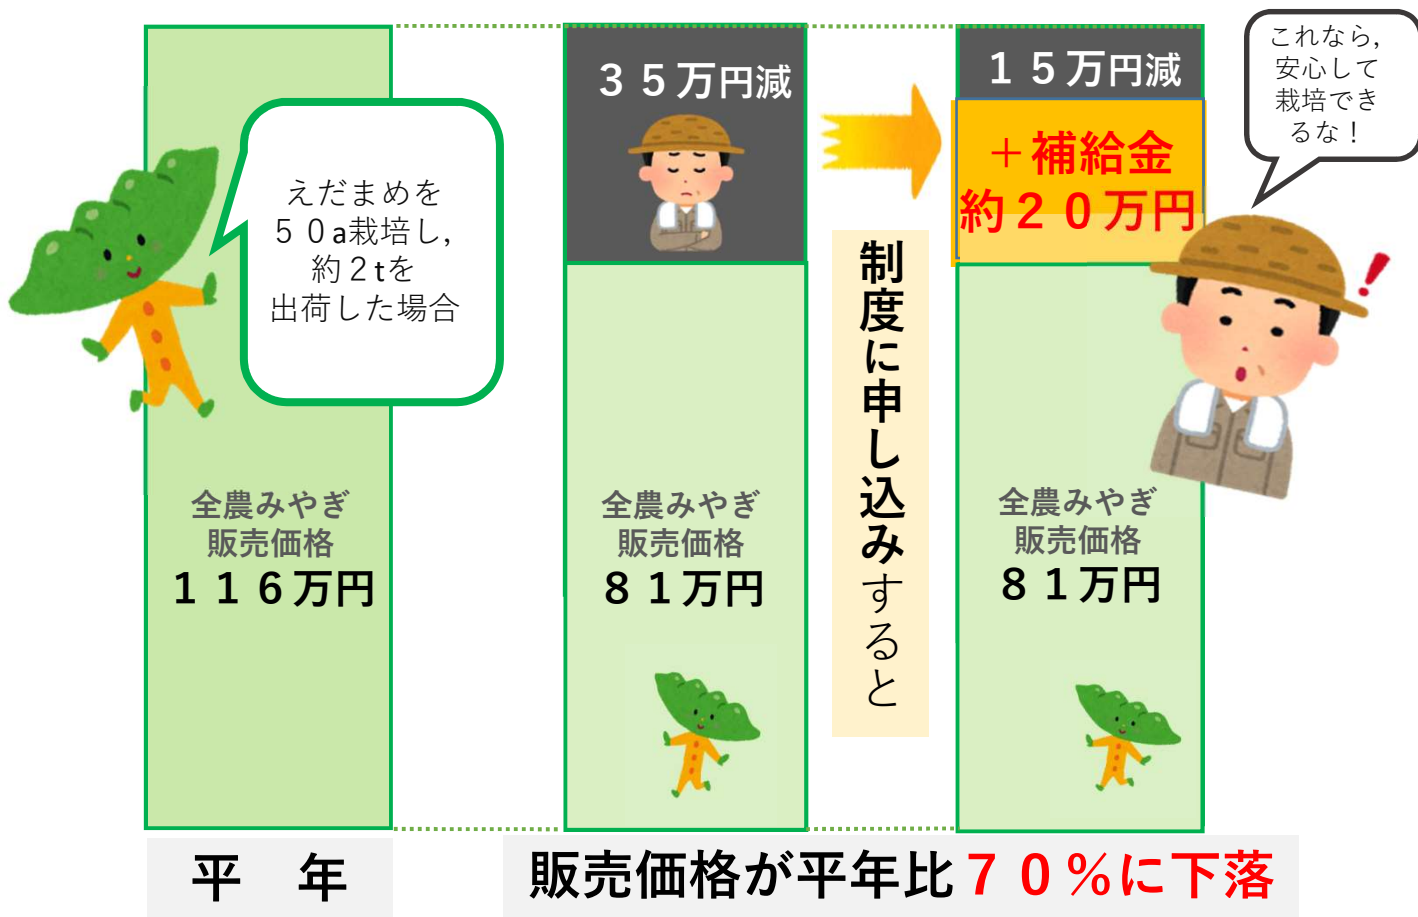 えだまめを
５０a栽培し,
約２tを
出荷した場合
全農みやぎ
販売価格
１１６万円
平　年
３５万円減
全農みやぎ
販売価格
８１万円
制度に申し込みすると
１５万円減
＋補給金
約２０万円
全農みやぎ
販売価格
８１万円
これなら,
安心して
栽培でき
るな！
販売価格が平年比７０％に下落